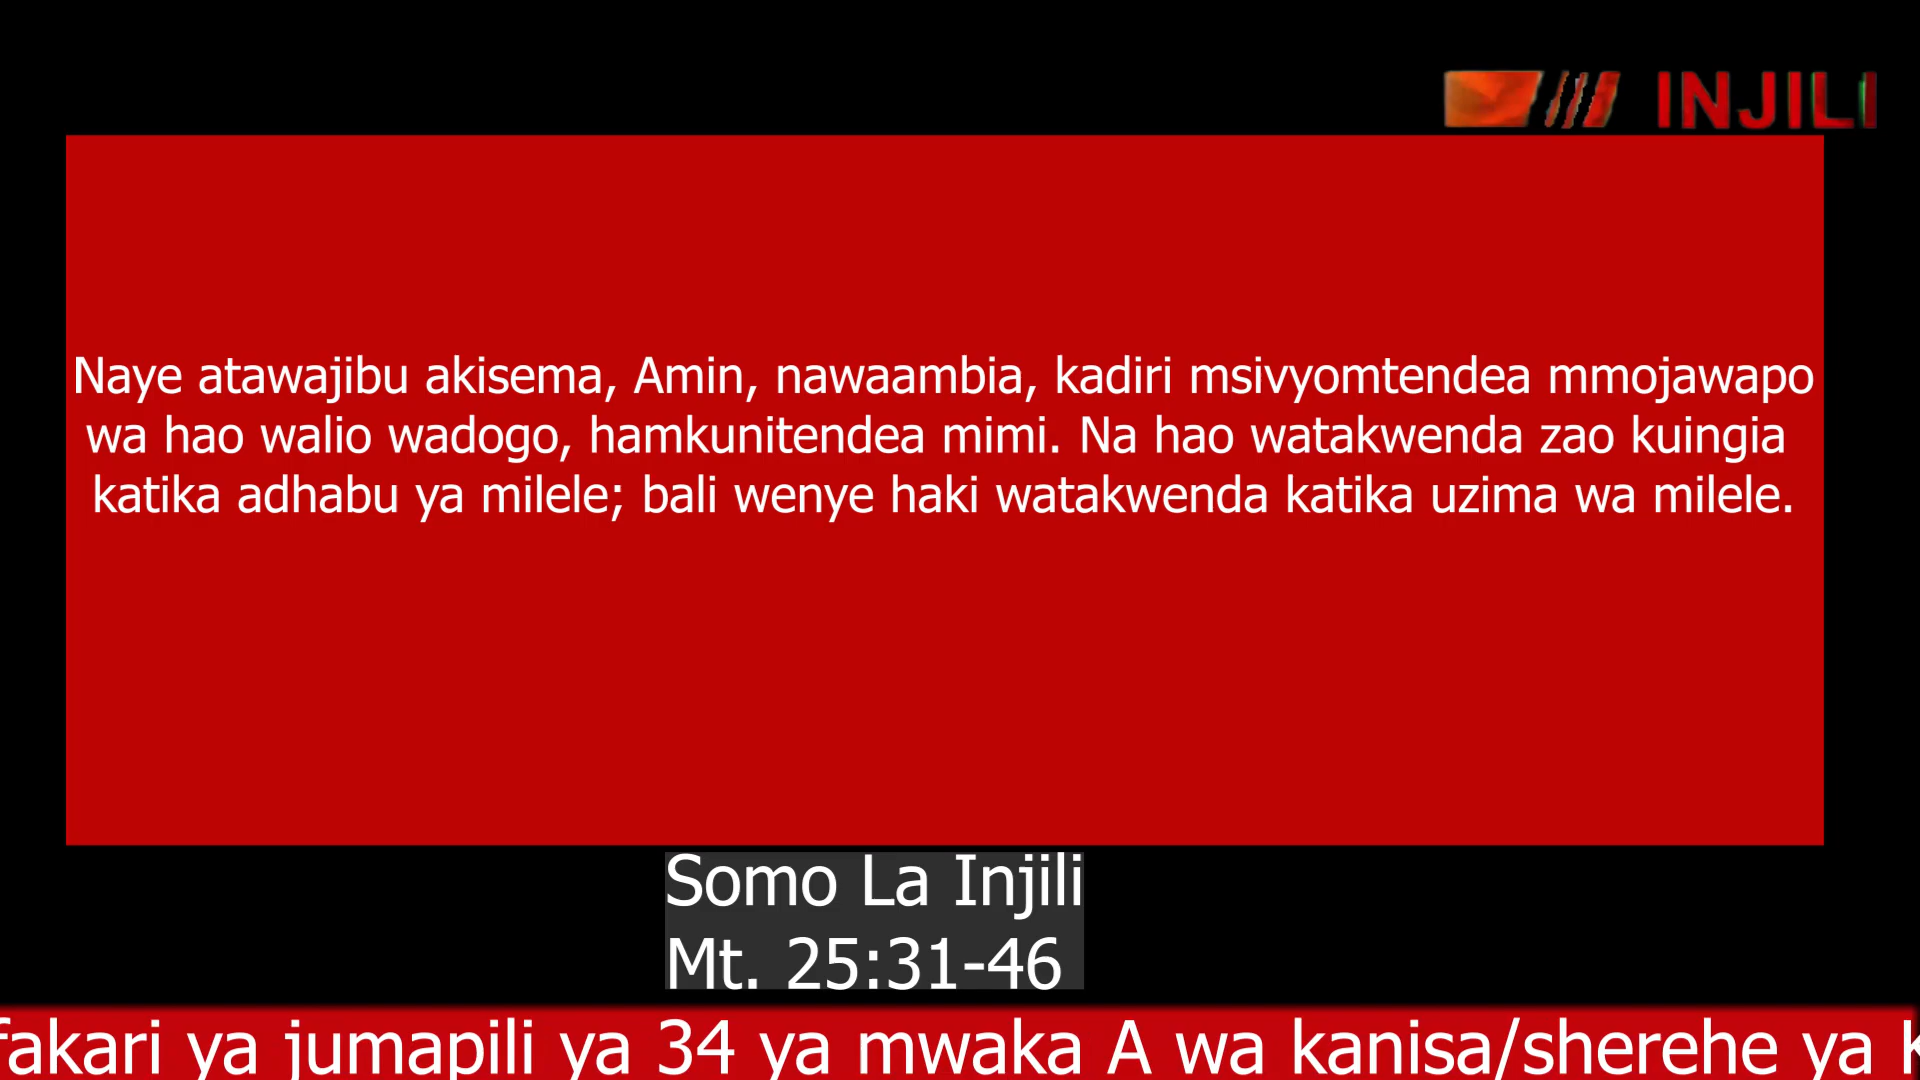 INJILI
Naye atawajibu akisema, Amin, nawaambia, kadiri msivyomtendea mmojawapo
wa hao walio wadogo, hamkunitendea mimi. Na hao watakwenda zao kuingia
katika adhabu ya milele; bali wenye haki watakwenda katika uzima wa milele.
Somo La Injili
Mt. 25:31-46
fakari ya jumapili ya 34 ya mwaka A wa kanisa/sherehe ya K